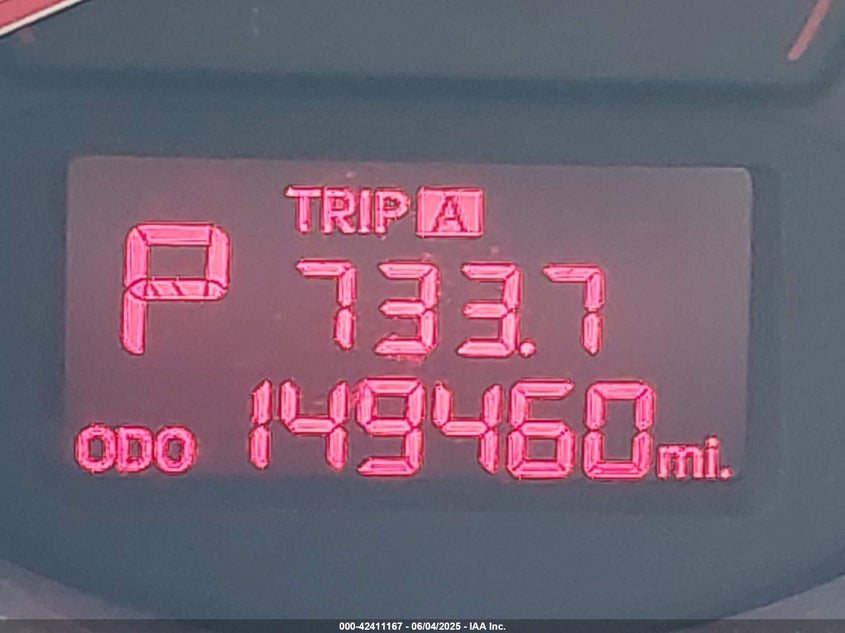 TRIP A
P 733.7
ODO 149460 mi.
000-42411167 - 06/04/2025 - IAA Inc.